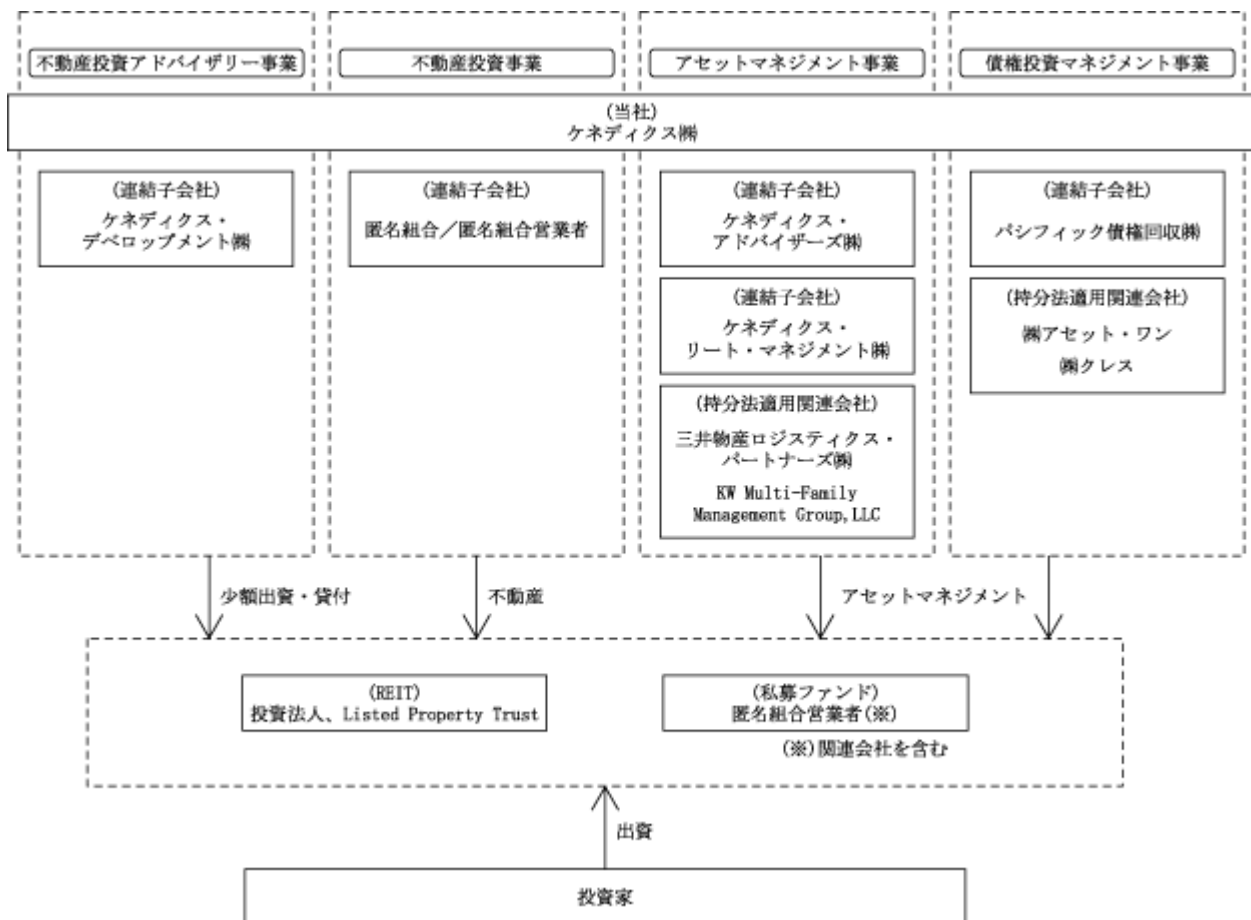 不動産投資アドバイザリー事業
不動産投資事業
アセットマネジメント事業
債権投資マネジメント事業
(当社)
ケネディクス㈱
(連結子会社)
ケネディクス・
デベロップメント㈱
(連結子会社)
匿名組合／匿名組合営業者
(連結子会社)
ケネディクス・
アドバイザーズ㈱
(連結子会社)
ケネディクス・
リート・マネジメント㈱
(持分法適用関連会社)
三井物産ロジスティクス・
パートナーズ㈱
KW Multi-Family
Management Group,LLC
(連結子会社)
パシフィック債権回収㈱
(持分法適用関連会社)
㈱アセット・ワン
㈱クレス
少額出資・貸付
不動産
アセットマネジメント
(REIT)
投資法人、Listed Property Trust
(私募ファンド)
匿名組合営業者(※)
(※)関連会社を含む
出資
投資家